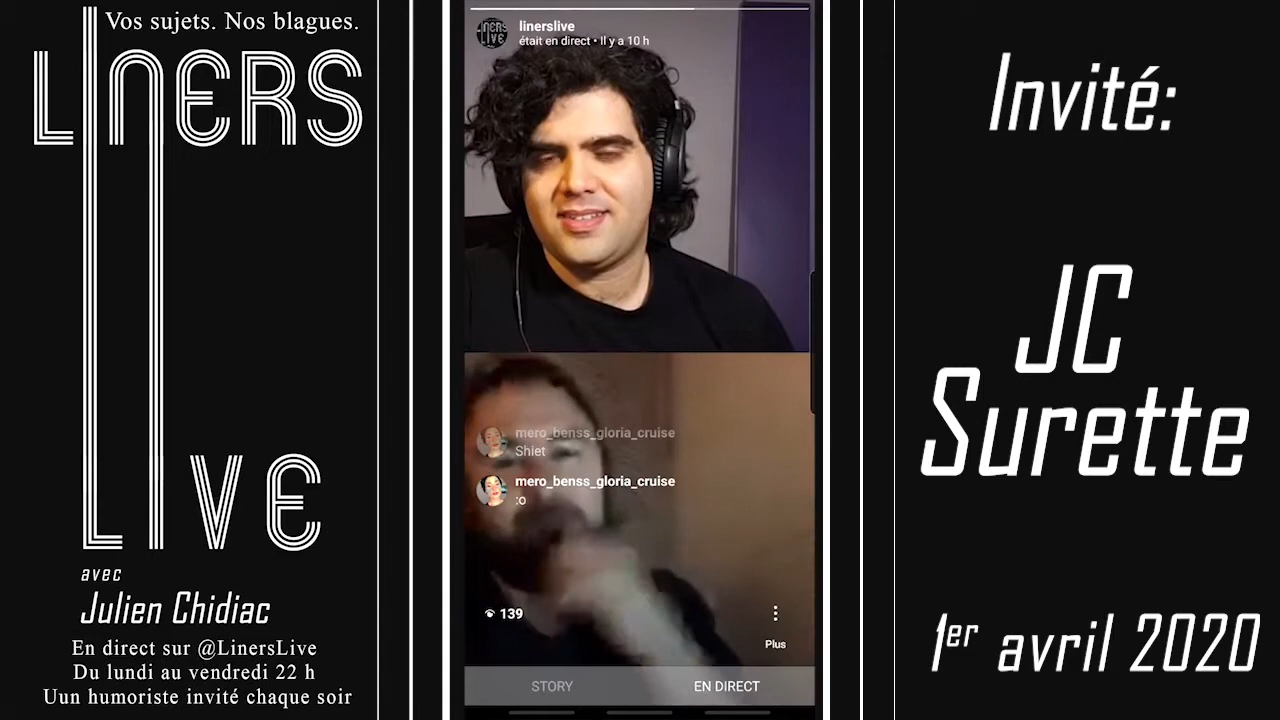 Vos sujets. Nos blagues.
LINERS
LIVE
avec
Julien Chidiac
En direct sur @LinersLive
Du lundi au vendredi 22 h
Uun humoriste invité chaque soir
LINERS
LIVE
linerslive
était en direct • Il y a 10 h
mero_benss_gloria_cruise
Shiet
mero_benss_gloria_cruise
:o
139
Plus
STORY
EN DIRECT
Invité:
JC
Surette
1er avril 2020